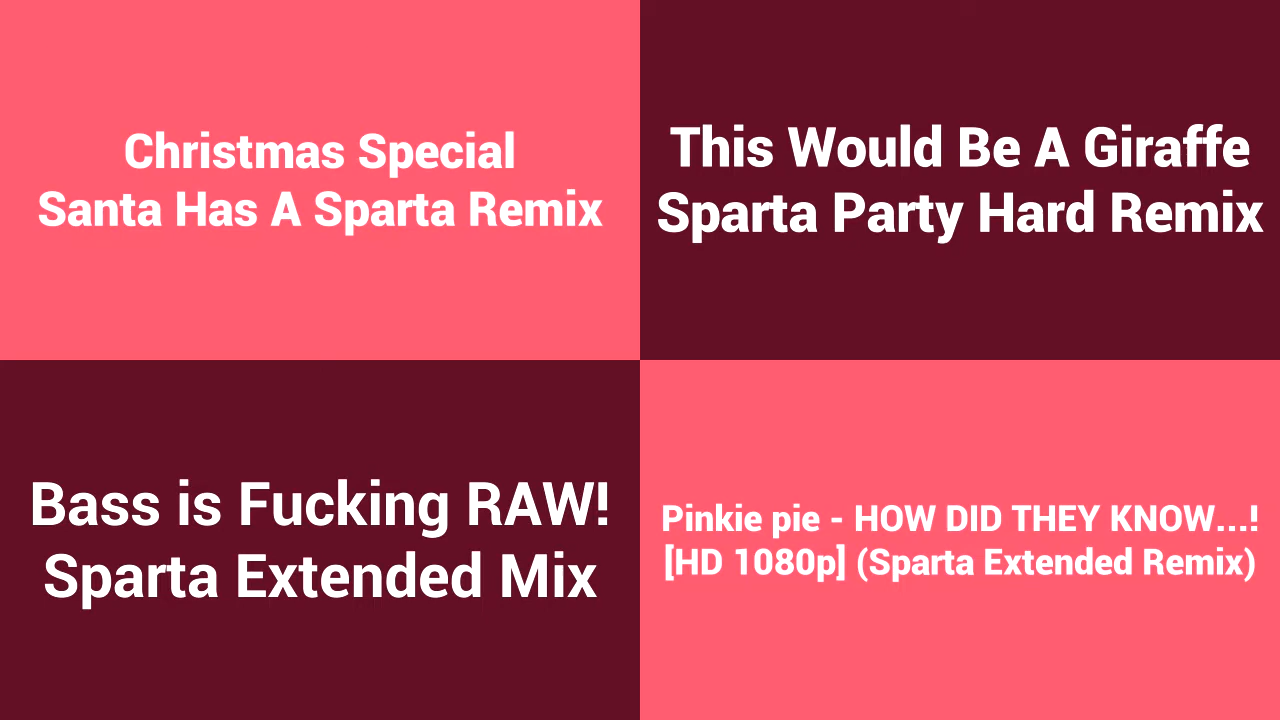 Christmas Special
Santa Has A Sparta Remix
This Would Be A Giraffe
Sparta Party Hard Remix
Bass is Fucking RAW!
Sparta Extended Mix
Pinkie pie - HOW DID THEY KNOW...!
[HD 1080p] (Sparta Extended Remix)